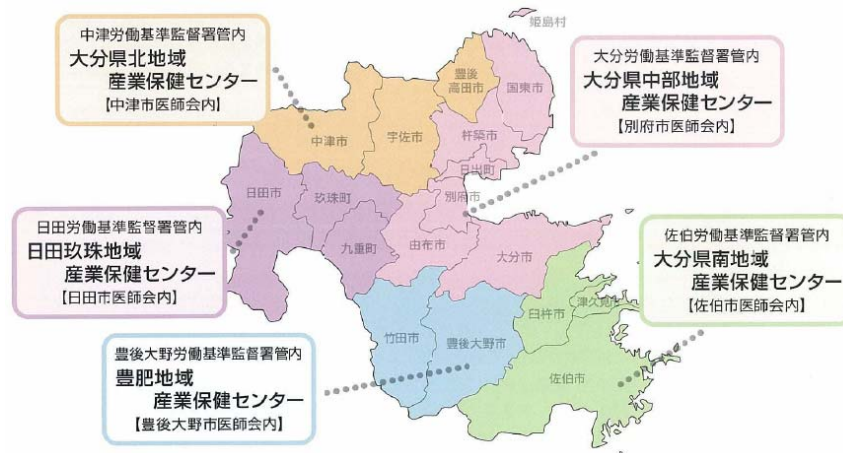 姫島村
中津労働基準監督署管内
大分県北地域
産業保健センター
【中津市医師会内】
大分労働基準監督署管内
大分県中部地域
産業保健センター
【別府市医師会内】
豊後
高田市
国東市
中津市
宇佐市
杵築市
日出町
日田市
玖珠町
別府市
九重町
由布市
大分市
日田労働基準監督署管内
日田玖珠地域
産業保健センター
【日田市医師会内】
佐伯労働基準監督署管内
大分県南地域
産業保健センター
【佐伯市医師会内】
津久見市
臼杵市
竹田市
豊後大野市
佐伯市
豊後大野労働基準監督署管内
豊肥地域
産業保健センター
【豊後大野市医師会内】